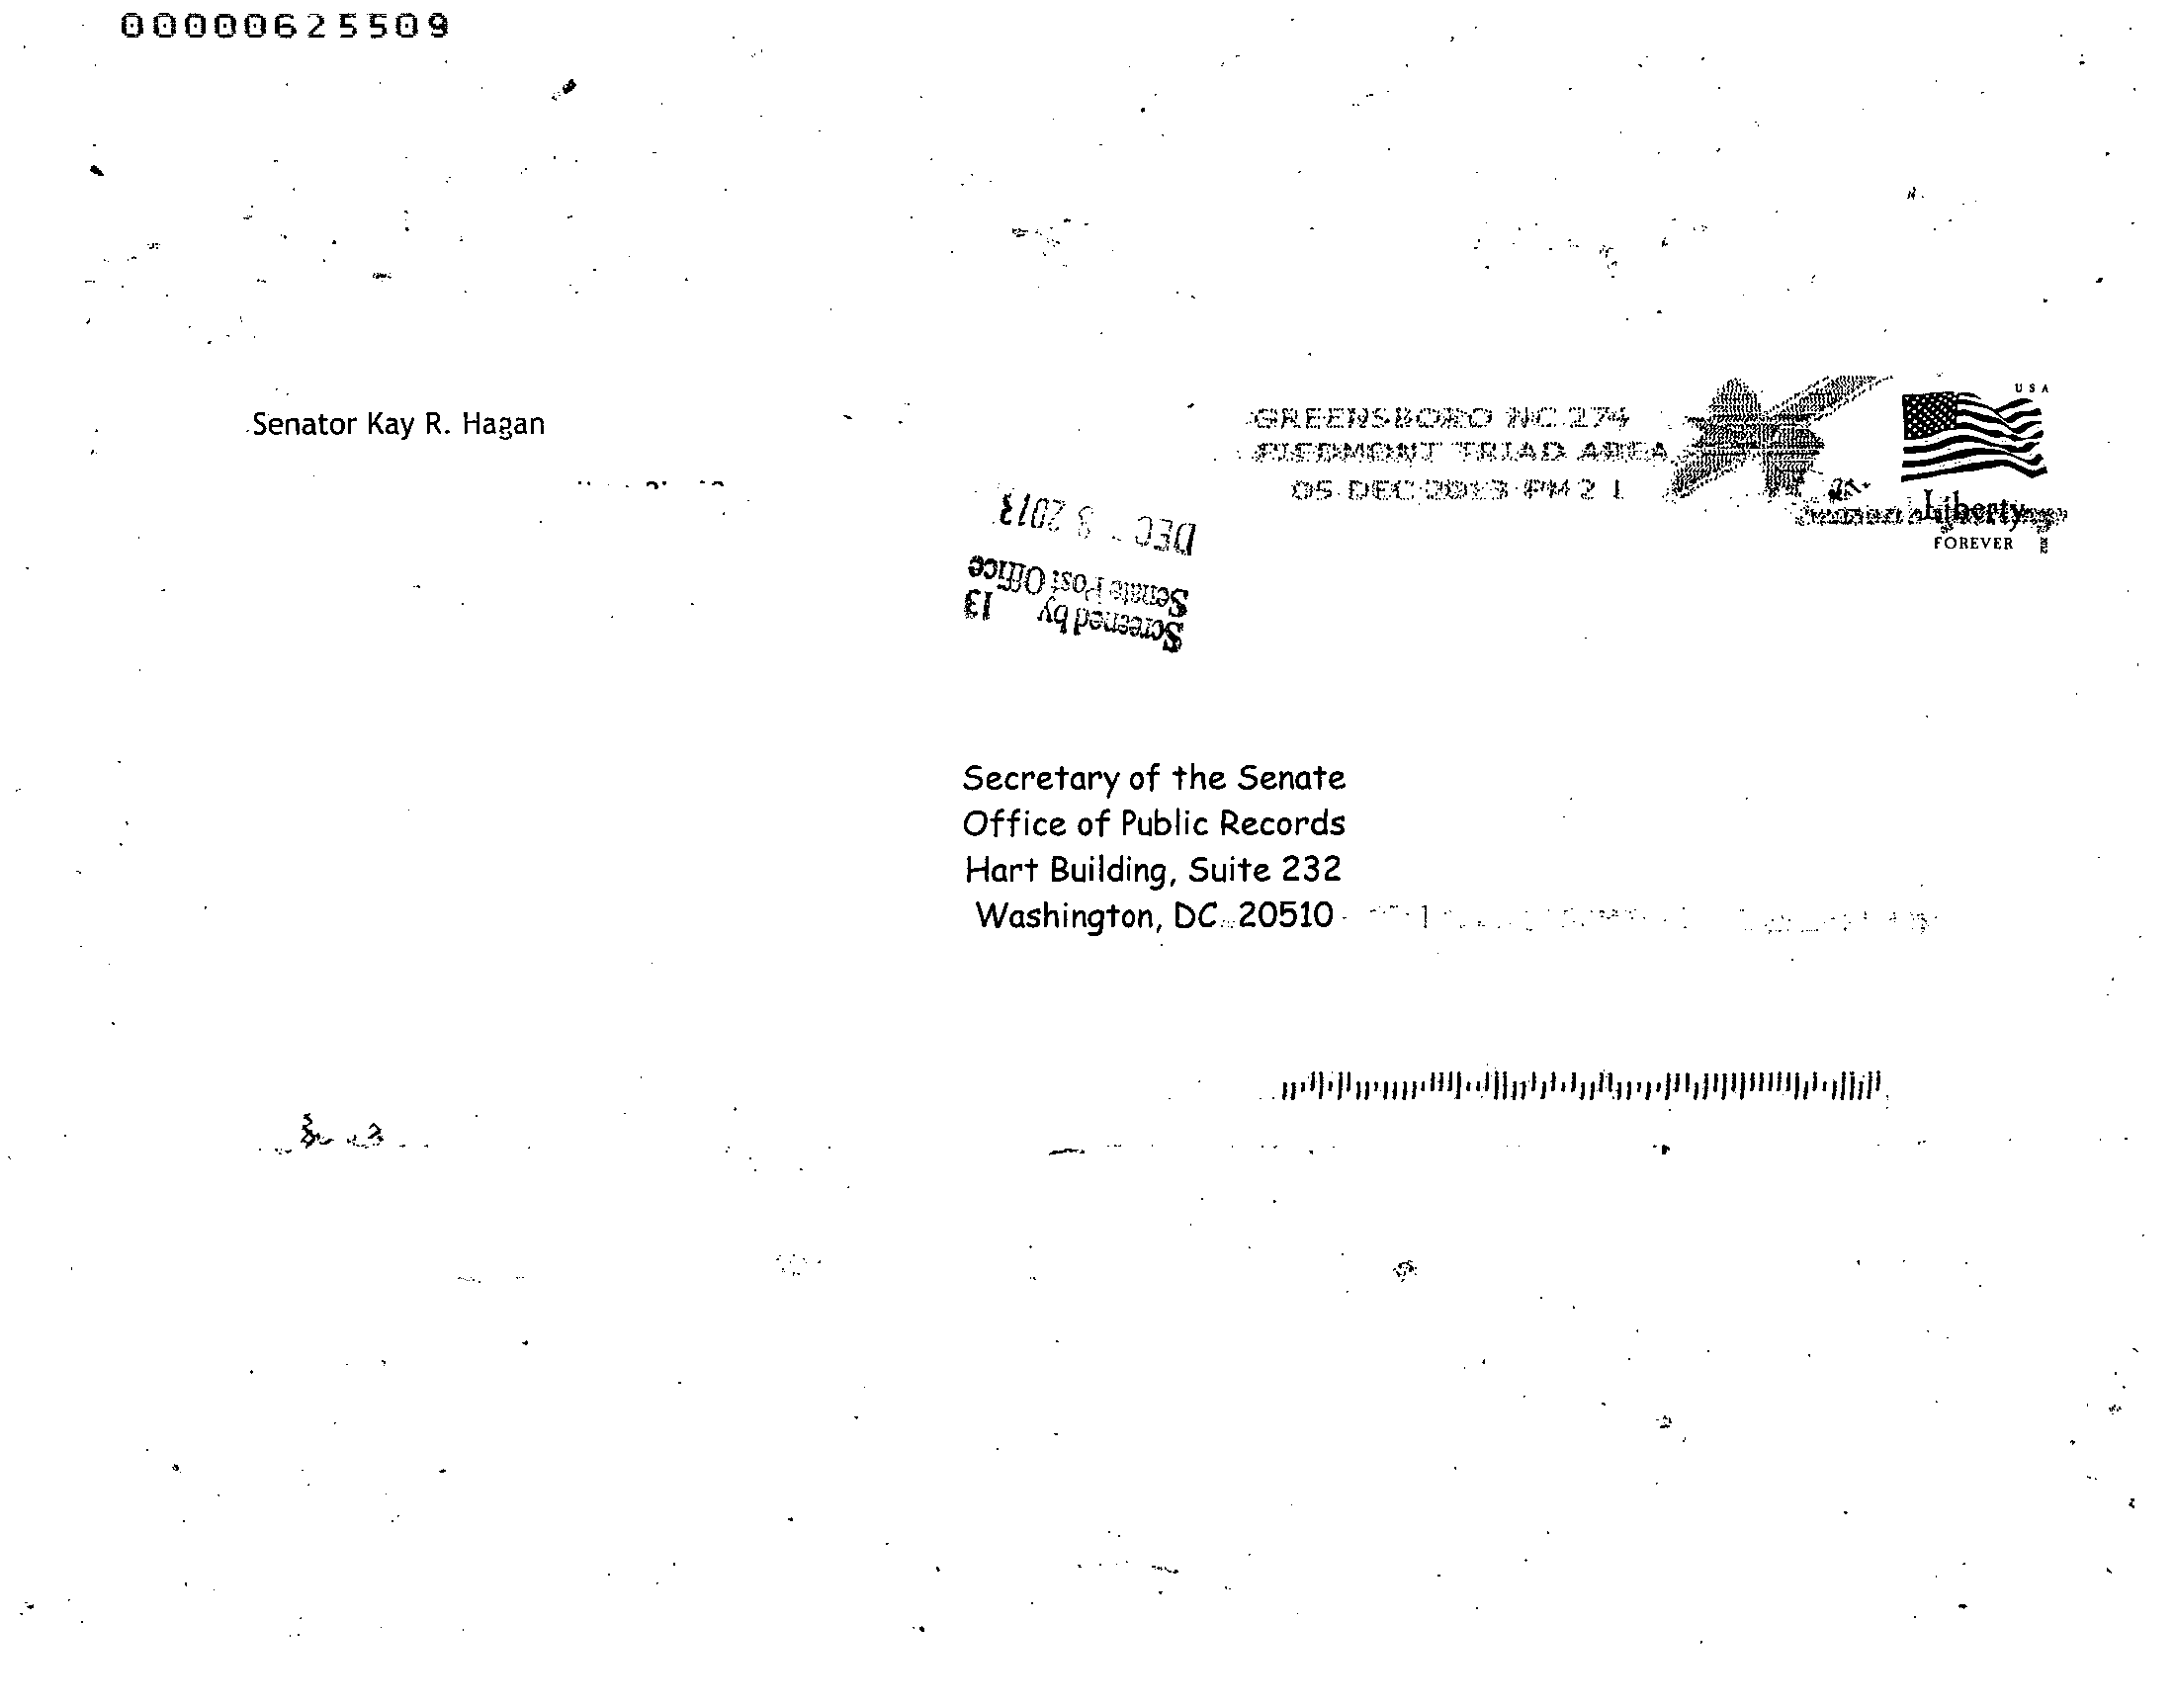 00000625509
Senator Kay R. Hagan
GREENSBORO NC 274
PIEDMONT TRIAD AREA
05 DEC 2013 PM 2 L
USA
Liberty
FOREVER
2012
DEC 2013
Senate Post Office
Screened by 13
Secretary of the Senate
Office of Public Records
Hart Building, Suite 232
Washington, DC 20510